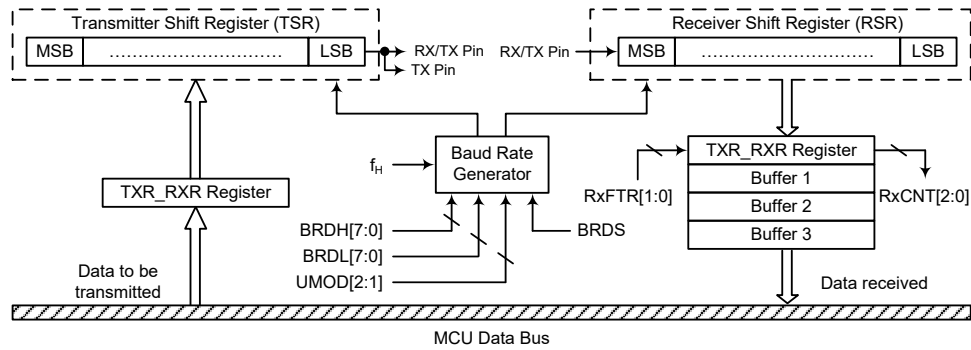 Transmitter Shift Register (TSR)
MSB ................................ LSB
RX/TX Pin
TX Pin
RX/TX Pin
Receiver Shift Register (RSR)
MSB ................................ LSB
fH
Baud Rate
Generator
BRDH[7:0]
BRDL[7:0]
UMOD[2:1]
BRDS
TXR_RXR Register
Data to be
transmitted
TXR_RXR Register
Buffer 1
Buffer 2
Buffer 3
RxFTR[1:0]
RxCNT[2:0]
Data received
MCU Data Bus